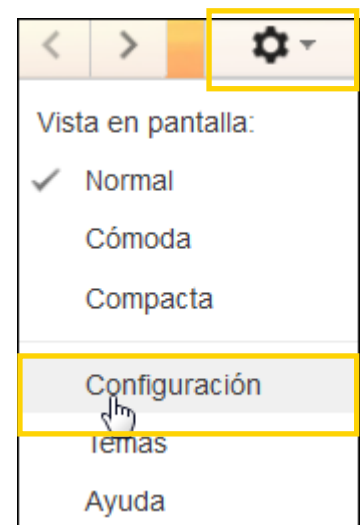 Vista en pantalla:
Normal
Cómoda
Compacta
Configuración
Temas
Ayuda